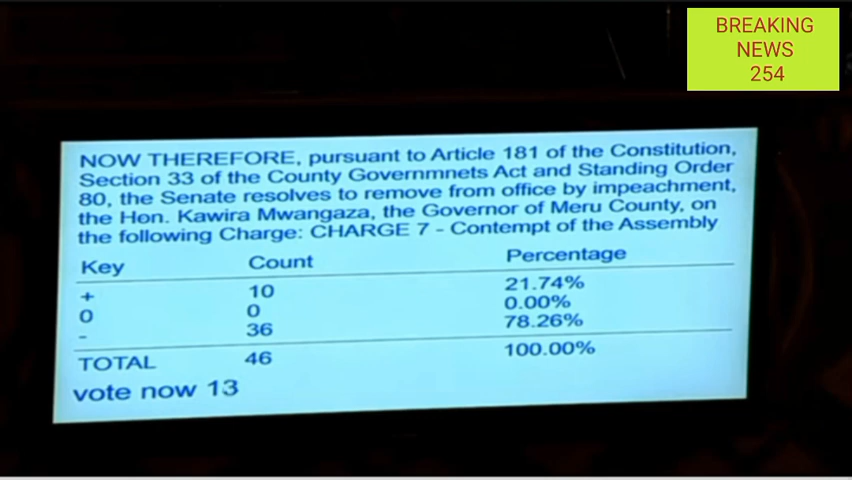 BREAKING
NEWS
254
NOW THEREFORE, pursuant to Article 181 of the Constitution,
Section 33 of the County Governmnets Act and Standing Order
80, the Senate resolves to remove from office by impeachment,
the Hon. Kawira Mwangaza, the Governor of Meru County, on
the following Charge: CHARGE 7 - Contempt of the Assembly
Key Count Percentage
+ 10 21.74%
0 0 0.00%
- 36 78.26%
TOTAL 46 100.00%
vote now 13